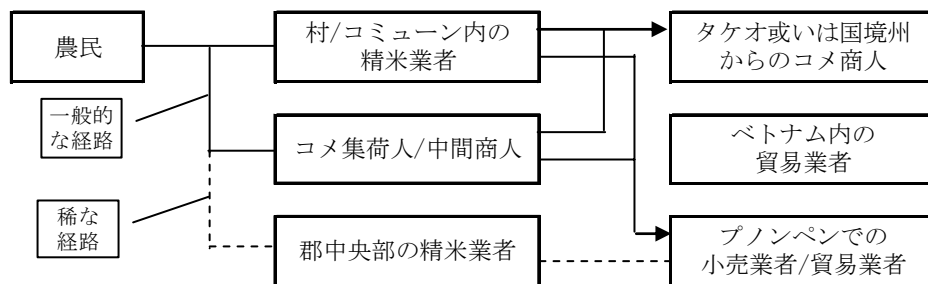 農民
村/コミューン内の
精米業者
タケオ或いは国境州
からのコメ商人
一般的
な経路
コメ集荷人/中間商人
ベトナム内の
貿易業者
稀な
経路
郡中央部の精米業者
プノンペンでの
小売業者/貿易業者